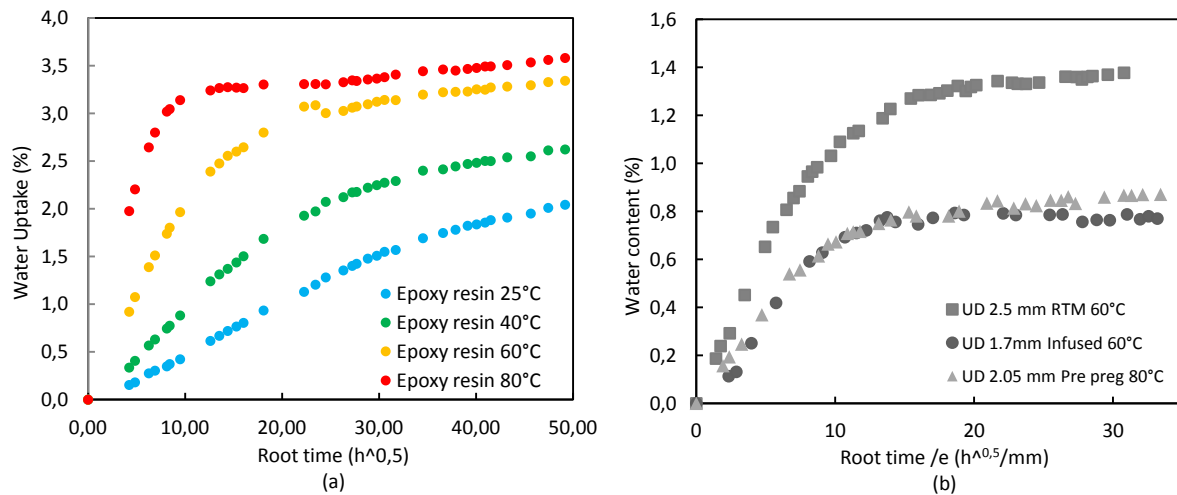 4,0
3,5
3,0
2,5
2,0
1,5
1,0
0,5
0,0
Water Uptake (%)
Epoxy resin 25°C
Epoxy resin 40°C
Epoxy resin 60°C
Epoxy resin 80°C
0,00 10,00 20,00 30,00 40,00 50,00
Root time (h^0,5)
(a)
1,6
1,4
1,2
1,0
0,8
0,6
0,4
0,2
0,0
Water content (%)
UD 2.5 mm RTM 60°C
UD 1.7mm Infused 60°C
UD 2.05 mm Pre preg 80°C
0 10 20 30
Root time /e (h^0,5/mm)
(b)